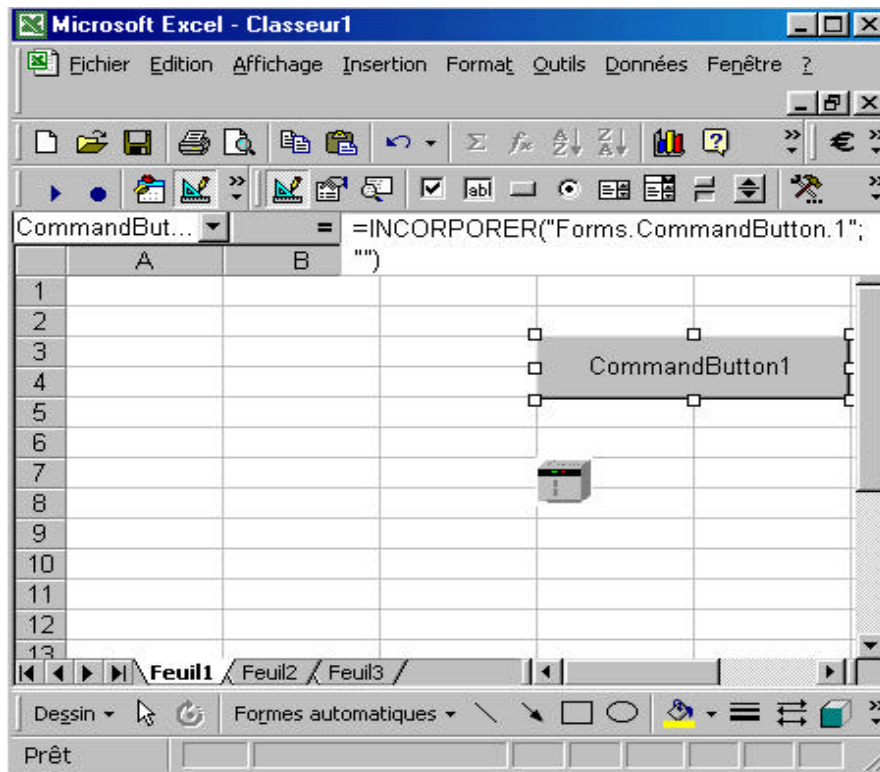 Microsoft Excel - Classeur1
Fichier Edition Affichage Insertion Format Outils Données Fenêtre ?
CommandBut... = =INCORPORER("Forms.CommandButton.1";
"")
A B
1
2
3
CommandButton1
4
5
6
7
8
9
10
11
12
13
Feuil1 Feuil2 Feuil3
Dessin Formes automatiques
Prêt